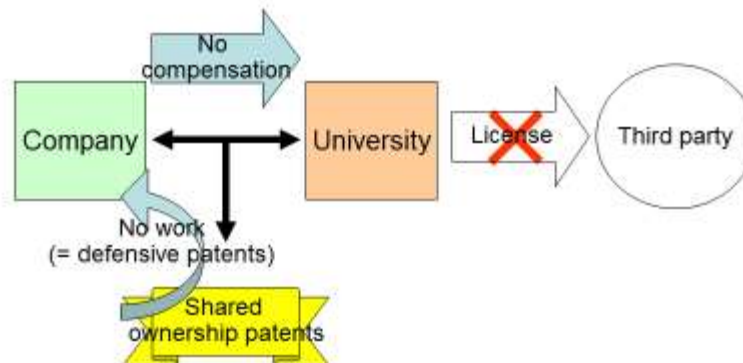 No
compensation
Company
University
License
Third party
No work
(= defensive patents)
Shared
ownership patents